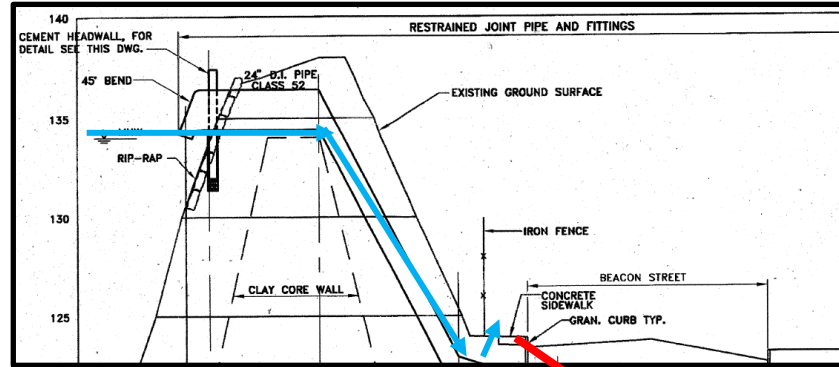 140
RESTRAINED JOINT PIPE AND FITTINGS
CEMENT HEADWALL, FOR
DETAIL SEE THIS DWG.
45° BEND
24" D.I. PIPE
CLASS 52
EXISTING GROUND SURFACE
135
RIP-RAP
130
IRON FENCE
BEACON STREET
CLAY CORE WALL
CONCRETE
SIDEWALK
GRAN. CURB TYP.
125